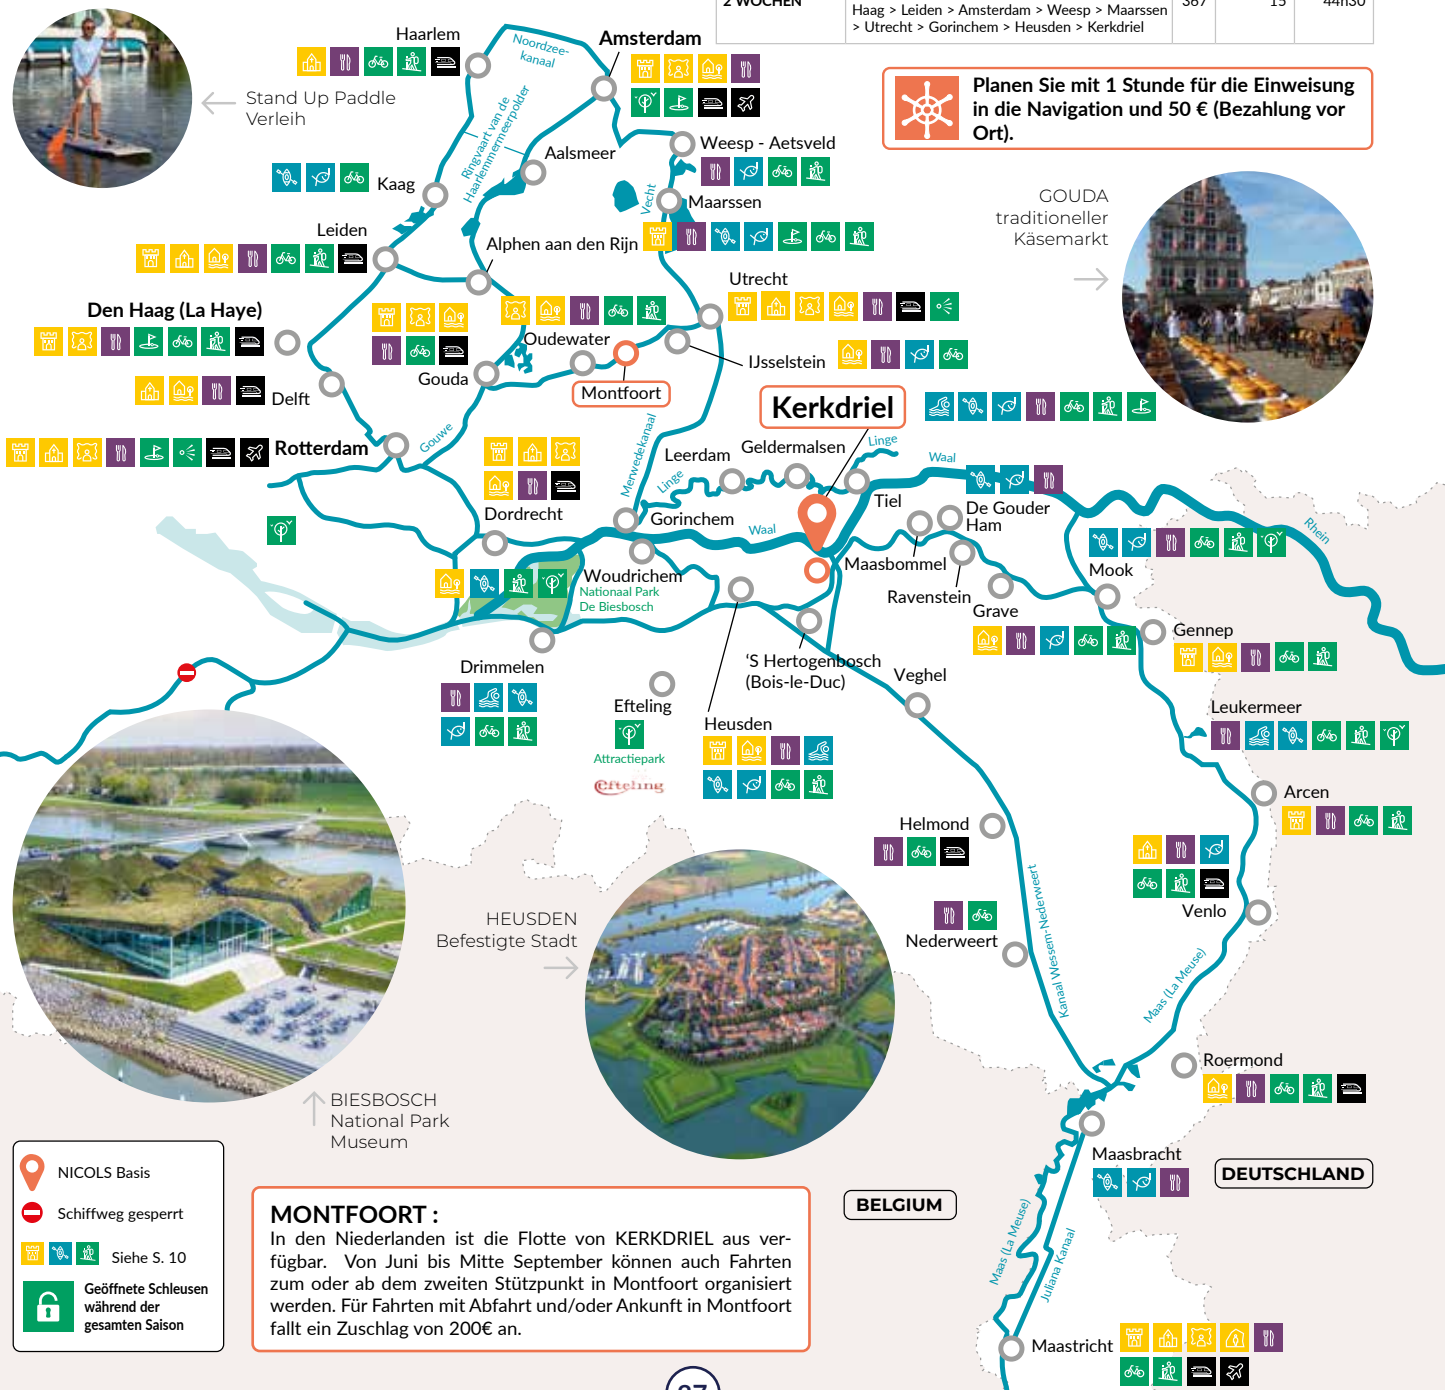 2 WOCHEN
Haag > Leiden > Amsterdam > Weesp > Maarssen
> Utrecht > Gorinchem > Heusden > Kerkdriel
367
15
44h30
Planen Sie mit 1 Stunde für die Einweisung
in die Navigation und 50 € (Bezahlung vor
Ort).
Stand Up Paddle
Verleih
Haarlem
Noordzee-
kanaal
Amsterdam
Ringvaart van de
Haarlemmermeerpolder
Aalsmeer
Weesp - Aetsveld
Kaag
Vecht
Maarssen
GOUDA
traditioneller
Käsemarkt
Leiden
Alphen aan den Rijn
Utrecht
Den Haag (La Haye)
Oudewater
IJsselstein
Gouda
Montfoort
Delft
Kerkdriel
Rotterdam
Gouwe
Merwedekanaal
Leerdam
Geldermalsen
Linge
Linge
Waal
Tiel
De Gouder
Ham
Dordrecht
Gorinchem
Waal
Rhein
Maasbommel
Mook
Woudrichem
Nationaal Park
De Biesbosch
Ravenstein
Grave
Gennep
Drimmelen
'S Hertogenbosch
(Bois-le-Duc)
Veghel
Efteling
Attractiepark
Efteling
Heusden
Leukermeer
Arcen
Helmond
Venlo
Nederweert
Kanaal Wessem-Nederweert
Maas (La Meuse)
HEUSDEN
Befestigte Stadt
Roermond
BIESBOSCH
National Park
Museum
Maasbracht
DEUTSCHLAND
BELGIUM
Maas (La Meuse)
Juliana Kanaal
Maastricht
NICOLS Basis
Schiffweg gesperrt
Siehe S. 10
Geöffnete Schleusen
während der
gesamten Saison
MONTFOORT :
In den Niederlanden ist die Flotte von KERKDRIEL aus ver-
fügbar. Von Juni bis Mitte September können auch Fahrten
zum oder ab dem zweiten Stützpunkt in Montfoort organisiert
werden. Für Fahrten mit Abfahrt und/oder Ankunft in Montfoort
fallt ein Zuschlag von 200€ an.